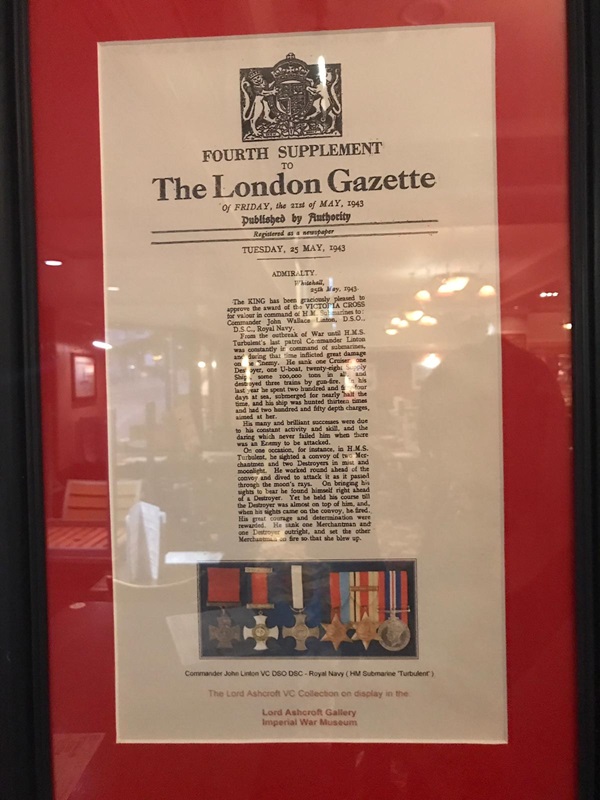 FOURTH SUPPLEMENT
TO
The London Gazette
Of FRIDAY, the 21st of MAY, 1943
Published by Authority
Registered as a newspaper
TUESDAY, 25 MAY, 1943
ADMIRALTY.
Whitehall,
25th May, 1943.
The KING has been graciously pleased to
approve the award of the VICTORIA CROSS
for valour in command of H.M. Submarines to:
Commander John Wallace Linton, D.S.O.,
D.S.C., Royal Navy.
From the outbreak of War until H.M.S.
Turbulent's last patrol Commander Linton
was constantly in command of submarines,
and during that time inflicted great damage
on the Enemy. He sank one Cruiser, one
Destroyer, one U-boat, twenty-eight Supply
Ships, some 100,000 tons in all, and
destroyed three trains by gun-fire. In his
last year he spent two hundred and fifty-four
days at sea, submerged for nearly half the
time, and his ship was hunted thirteen times
and had two hundred and fifty depth charges
aimed at her.
His many and brilliant successes were due
to his constant activity and skill, and the
daring which never failed him when there
was an Enemy to be attacked.
On one occasion, for instance, in H.M.S.
Turbulent, he sighted a convoy of two Mer-
chantmen and two Destroyers in mist and
moonlight. He worked round ahead of the
convoy and dived to attack it as it passed
through the moon's rays. On bringing his
sights to bear he found himself right ahead
of a Destroyer. Yet he held his course till
the Destroyer was almost on top of him, and,
when his sights came on the convoy, he fired.
His great courage and determination were
rewarded. He sank one Merchantman and
one Destroyer outright, and set the other
Merchantman on fire so that she blew up.
Commander John Linton VC DSO DSC - Royal Navy ( HM Submarine 'Turbulent' )
The Lord Ashcroft VC Collection on display in the
Lord Ashcroft Gallery
Imperial War Museum